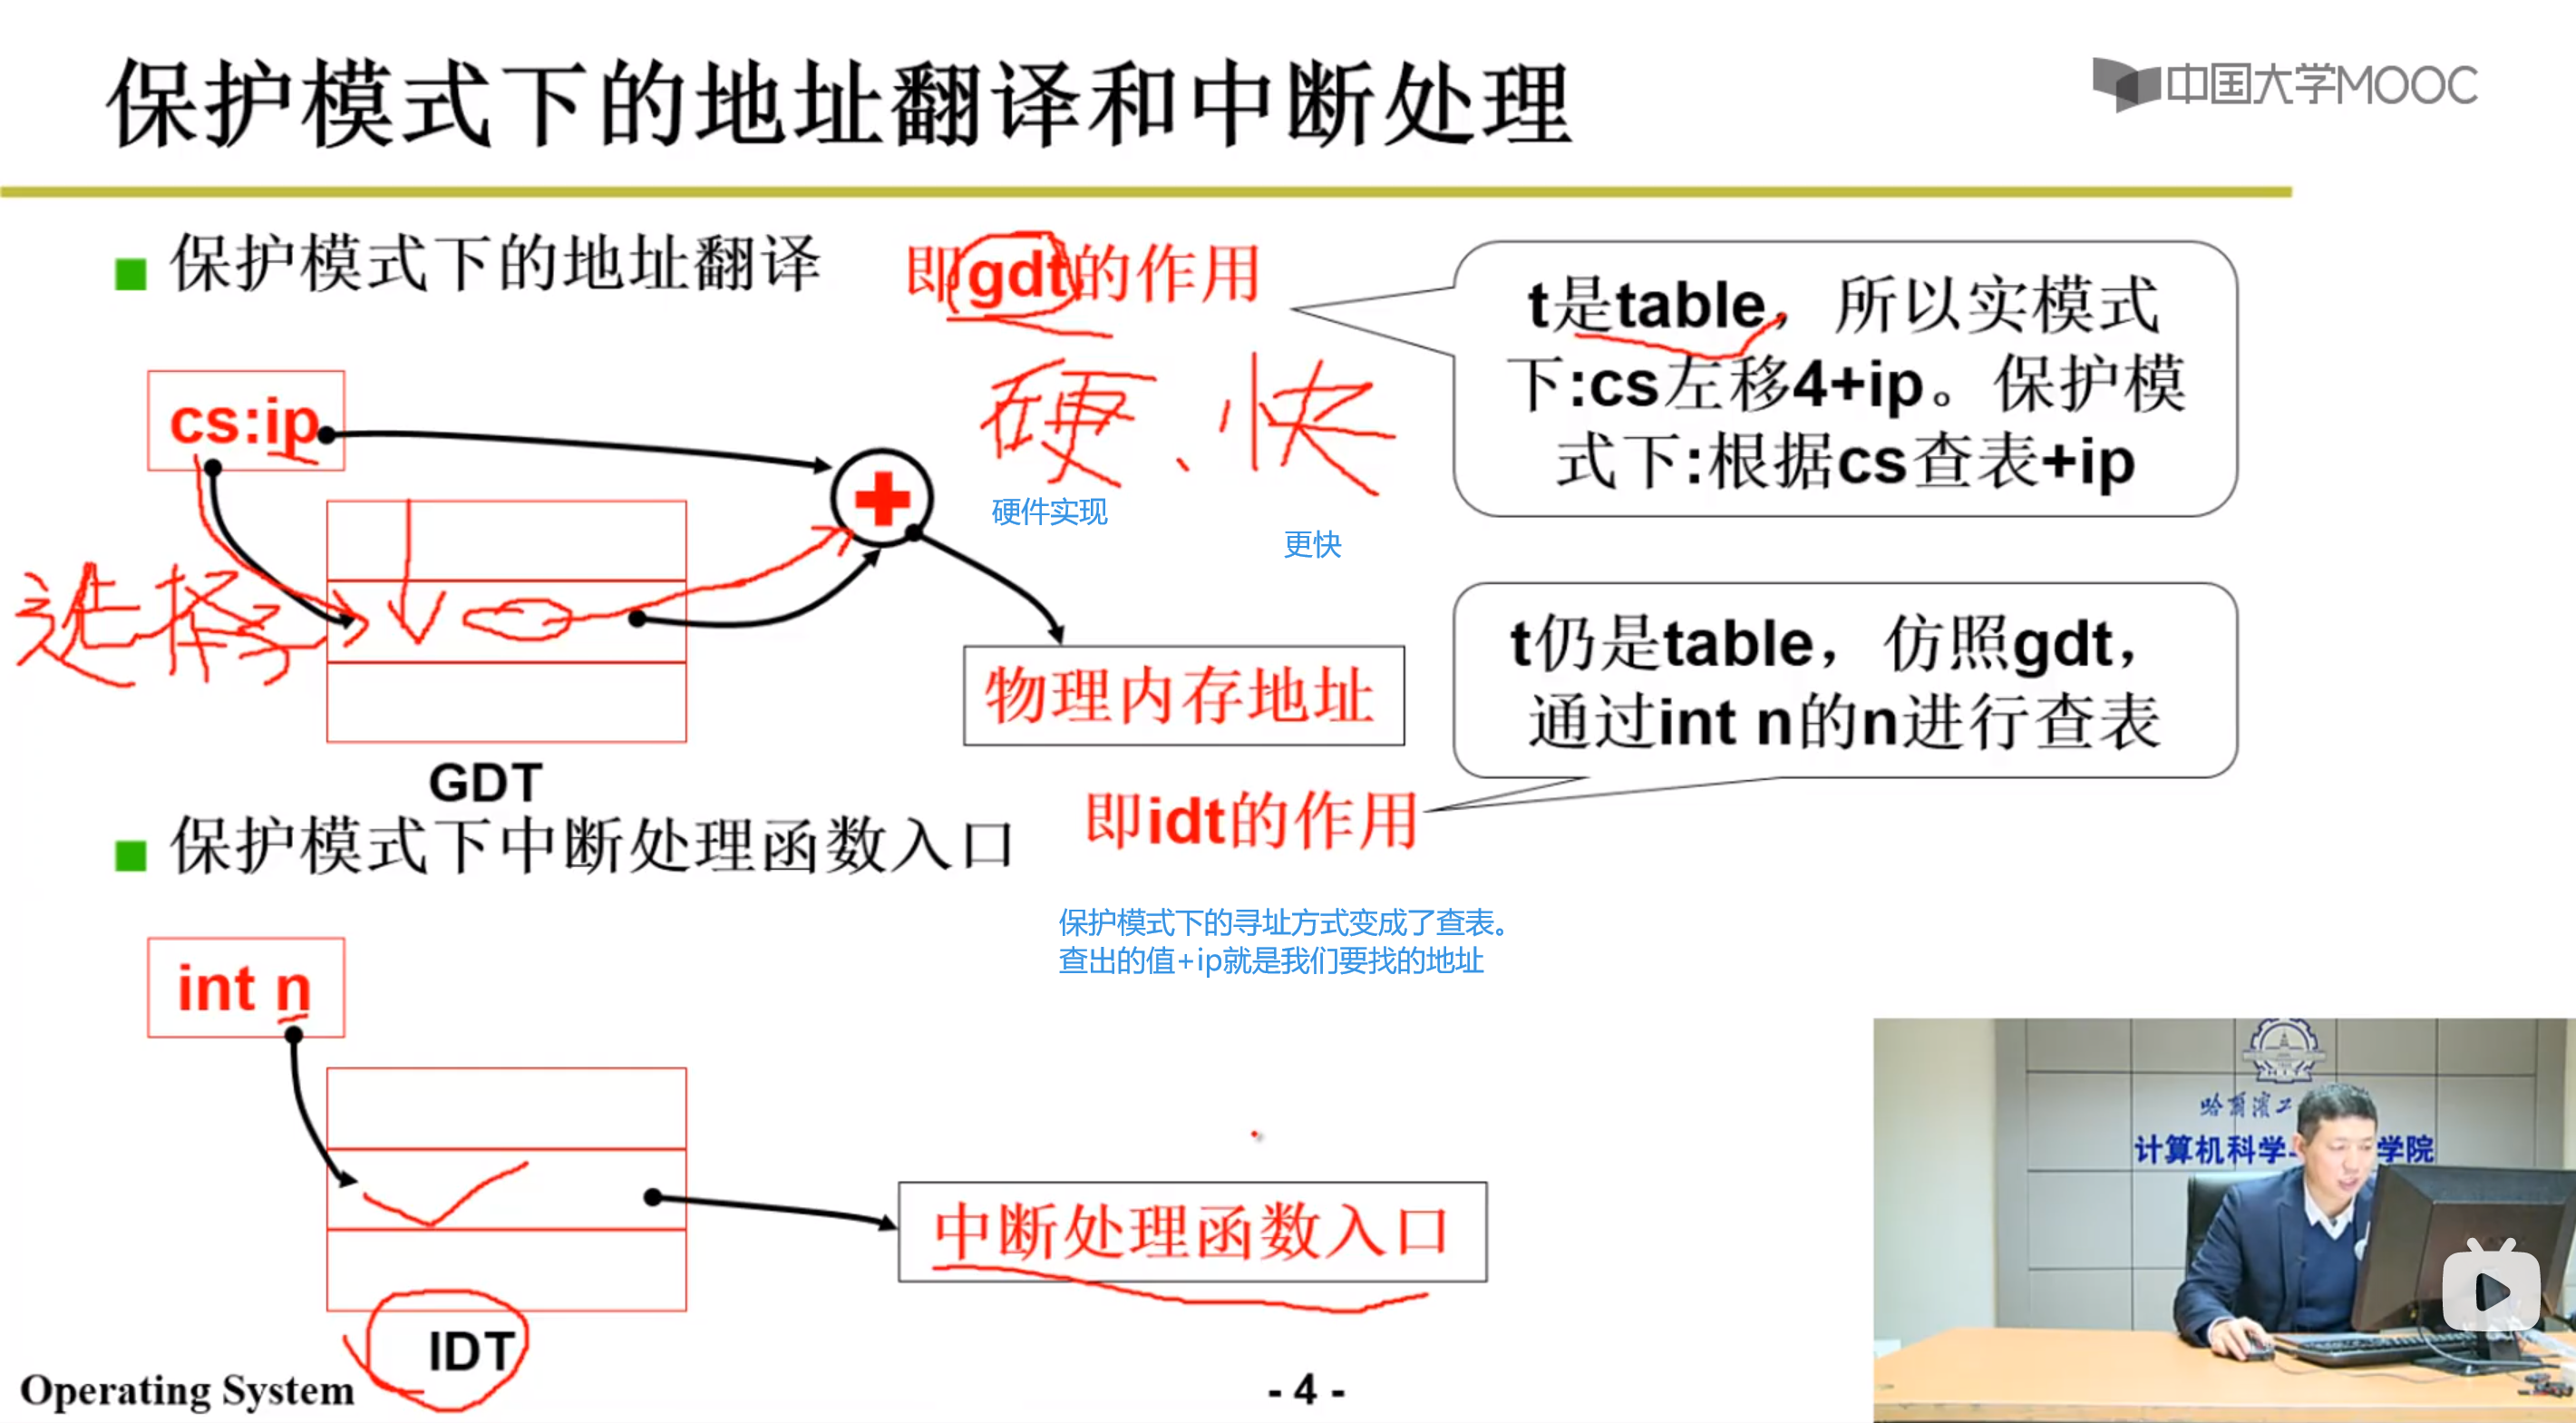 保护模式下的地址翻译和中断处理
中国大学MOOC
保护模式下的地址翻译
即gdt的作用
t是table，所以实模式
下:cs左移4+ip。保护模
式下:根据cs查表+ip
cs:ip
硬、快
硬件实现
更快
选择子
物理内存地址
GDT
t仍是table，仿照gdt，
通过int n的n进行查表
即idt的作用
保护模式下中断处理函数入口
保护模式下的寻址方式变成了查表。
查出的值+ip就是我们要找的地址
int n
中断处理函数入口
IDT
哈尔滨工
计算机科学
学院
Operating System
- 4 -